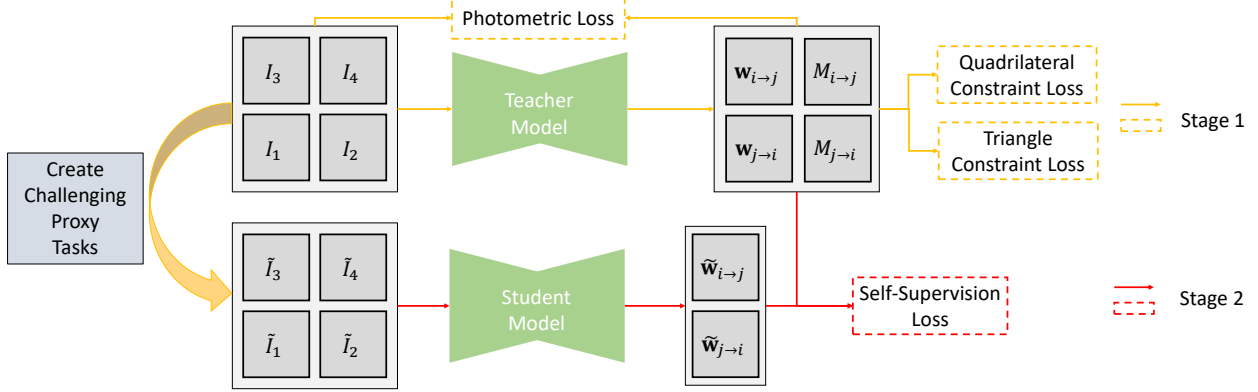 Photometric Loss
I₃ I₄
I₁ I₂
Teacher
Model
𝐰ᵢ→ⱼ Mᵢ→ⱼ
𝐰ⱼ→ᵢ Mⱼ→ᵢ
Quadrilateral
Constraint Loss
Triangle
Constraint Loss
Stage 1
Create
Challenging
Proxy
Tasks
Ĩ₃ Ĩ₄
Ĩ₁ Ĩ₂
Student
Model
𝐰̃ᵢ→ⱼ
𝐰̃ⱼ→ᵢ
Self-Supervision
Loss
Stage 2